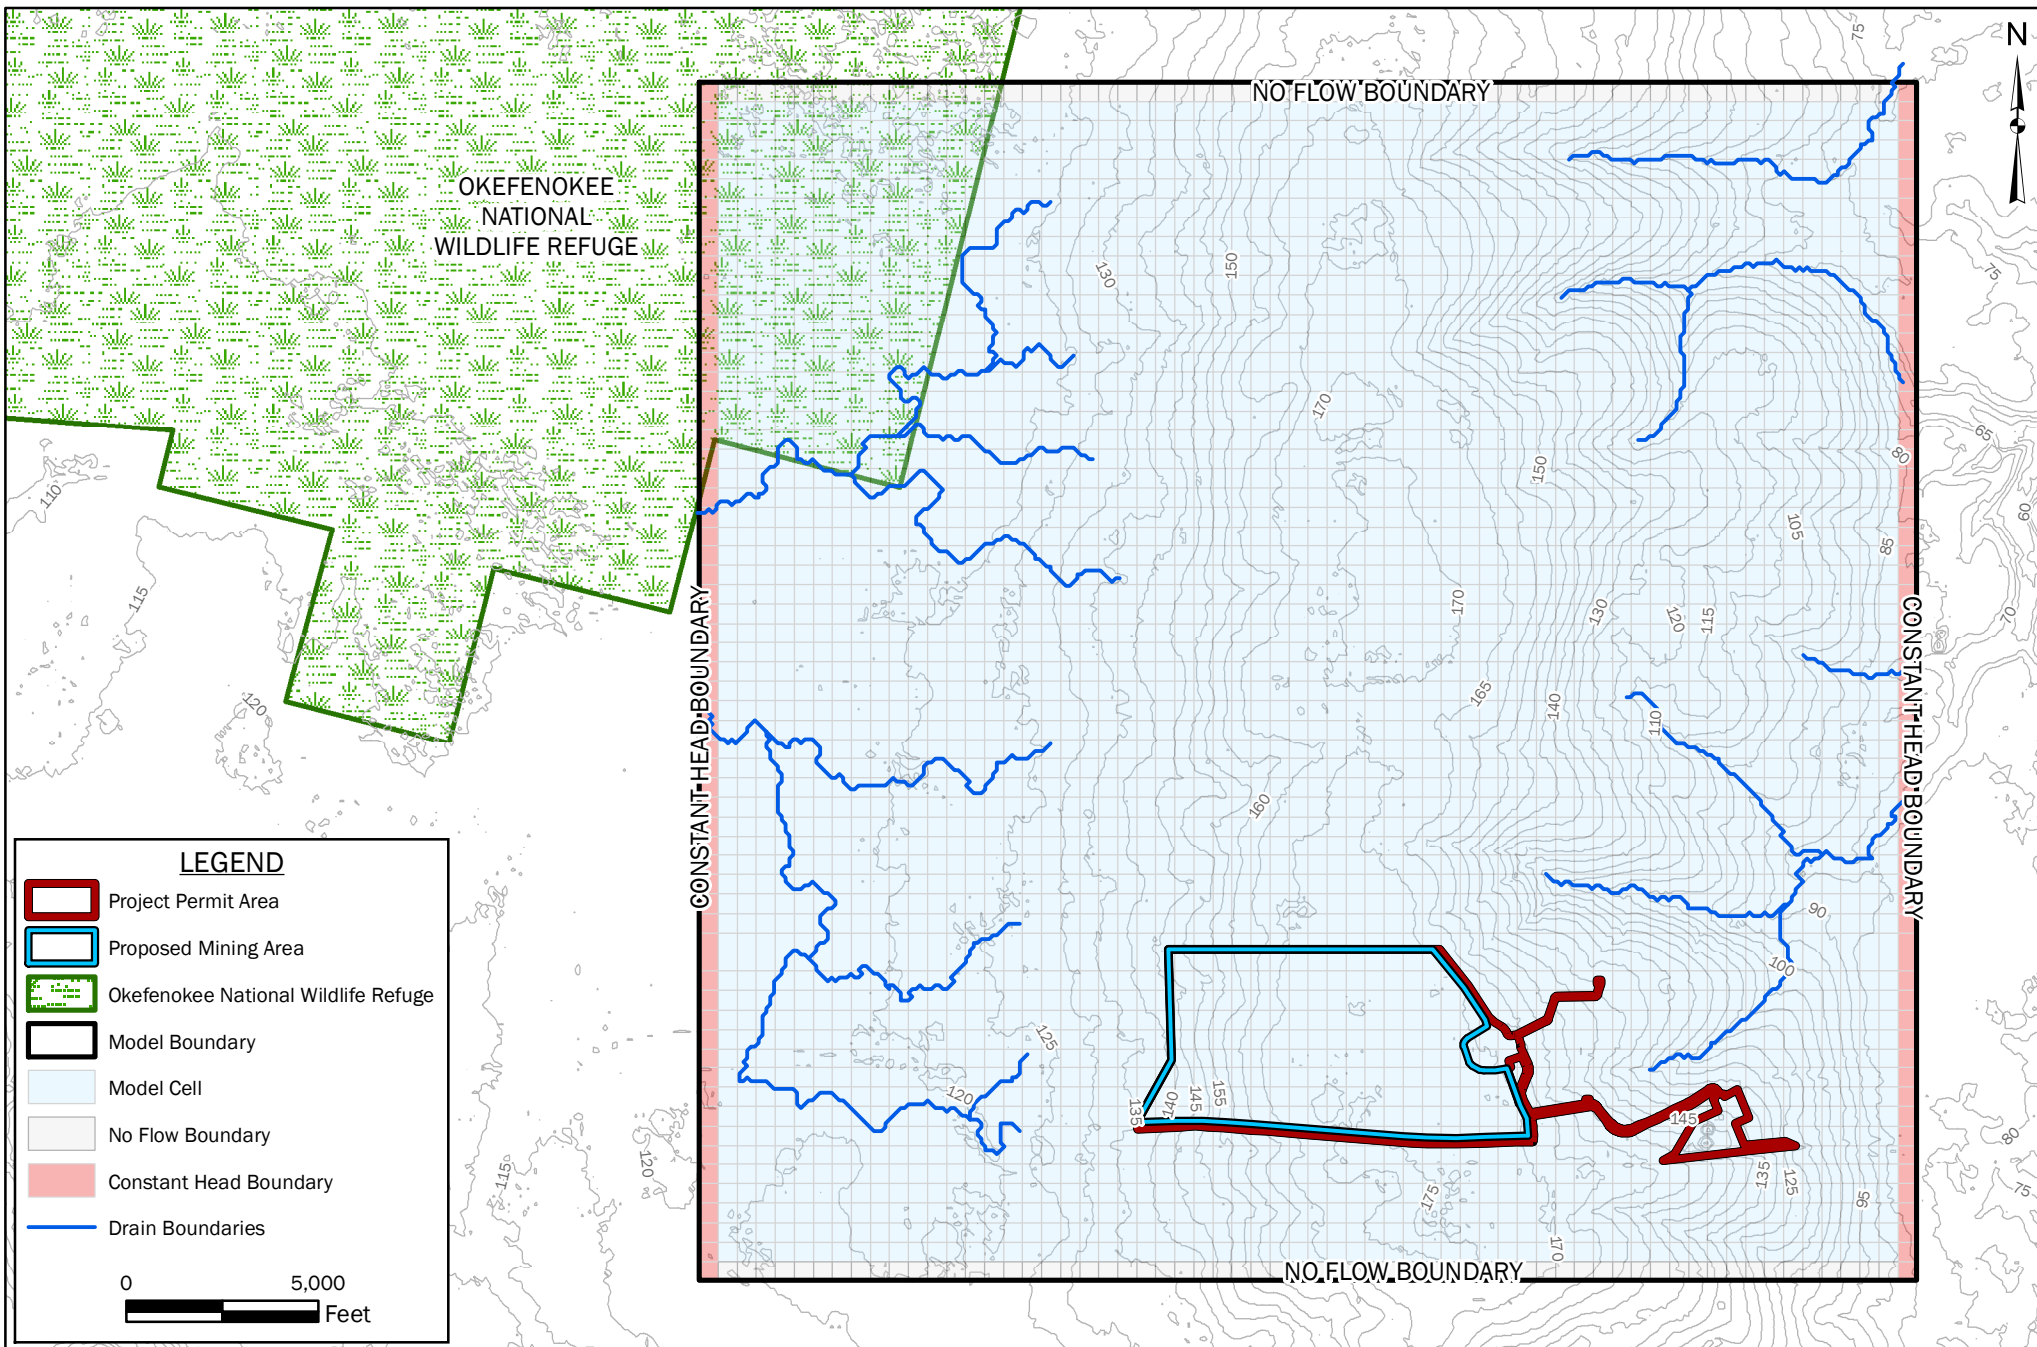 75
N
NO FLOW BOUNDARY
OKEFENOKEE
NATIONAL
WILDLIFE REFUGE
130
150
75
170
65
80
150
110
60
105
85
115
170
130
120
115
70
CONSTANT HEAD BOUNDARY
CONSTANT HEAD BOUNDARY
165
140
120
110
160
90
100
125
120
135
140
145
155
145
80
115
120
175
135
125
95
75
170
NO FLOW BOUNDARY
LEGEND
Project Permit Area
Proposed Mining Area
Okefenokee National Wildlife Refuge
Model Boundary
Model Cell
No Flow Boundary
Constant Head Boundary
Drain Boundaries
0 5,000
Feet